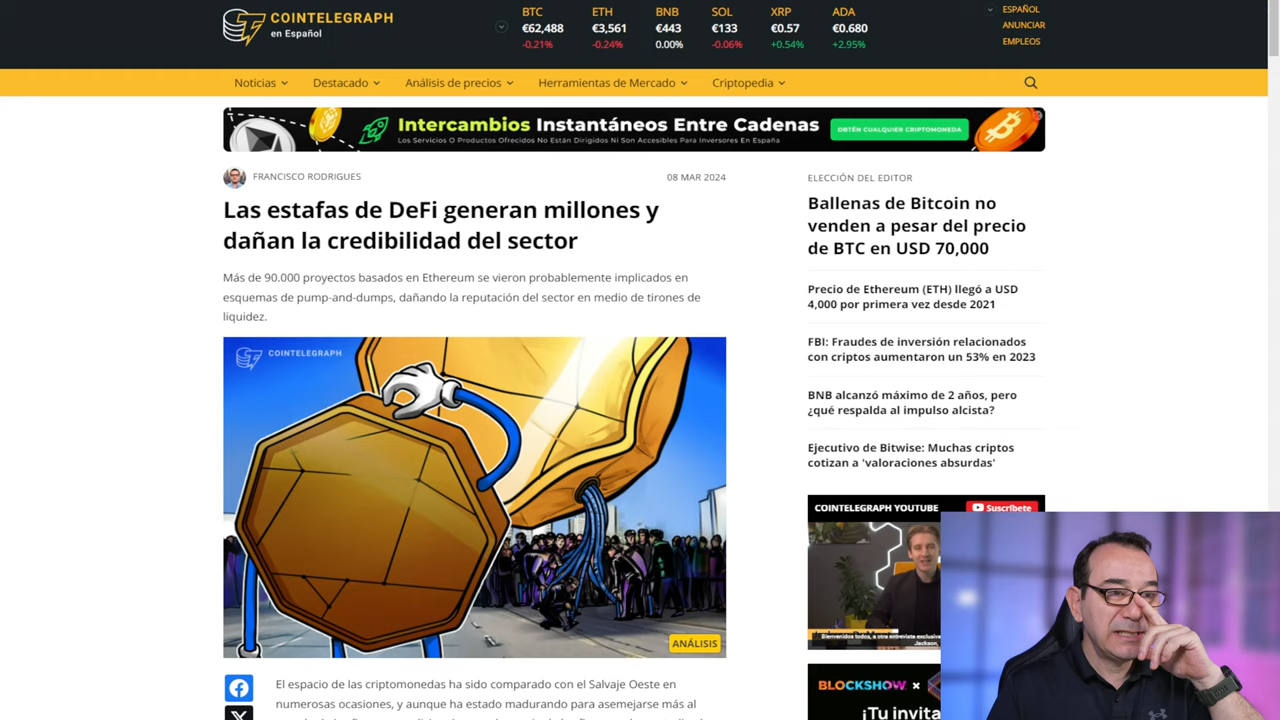 COINTELEGRAPH
en Español
BTC
€62,488
-0.21%
ETH
€3,561
-0.24%
BNB
€443
0.00%
SOL
€133
-0.06%
XRP
€0.57
+0.54%
ADA
€0.680
+2.95%
ESPAÑOL
ANUNCIAR
EMPLEOS
Noticias
Destacado
Análisis de precios
Herramientas de Mercado
Criptopedia
Intercambios Instantáneos Entre Cadenas
Los Servicios O Productos Ofrecidos No Están Dirigidos Ni Son Accesibles Para Inversores En España
OBTÉN CUALQUIER CRIPTOMONEDA
FRANCISCO RODRIGUES
08 MAR 2024
Las estafas de DeFi generan millones y
dañan la credibilidad del sector
Más de 90.000 proyectos basados en Ethereum se vieron probablemente implicados en
esquemas de pump-and-dumps, dañando la reputación del sector en medio de tirones de
liquidez.
COINTELEGRAPH
ANÁLISIS
El espacio de las criptomonedas ha sido comparado con el Salvaje Oeste en
numerosas ocasiones, y aunque ha estado madurando para asemejarse más al
ELECCIÓN DEL EDITOR
Ballenas de Bitcoin no
venden a pesar del precio
de BTC en USD 70,000
Precio de Ethereum (ETH) llegó a USD
4,000 por primera vez desde 2021
FBI: Fraudes de inversión relacionados
con criptos aumentaron un 53% en 2023
BNB alcanzó máximo de 2 años, pero
¿qué respalda al impulso alcista?
Ejecutivo de Bitwise: Muchas criptos
cotizan a 'valoraciones absurdas'
COINTELEGRAPH YOUTUBE
Suscríbete
Bienvenidos todos, a otra entrevista exclusiva
Jackson,
BLOCKSHOW ×
¡Tu invita